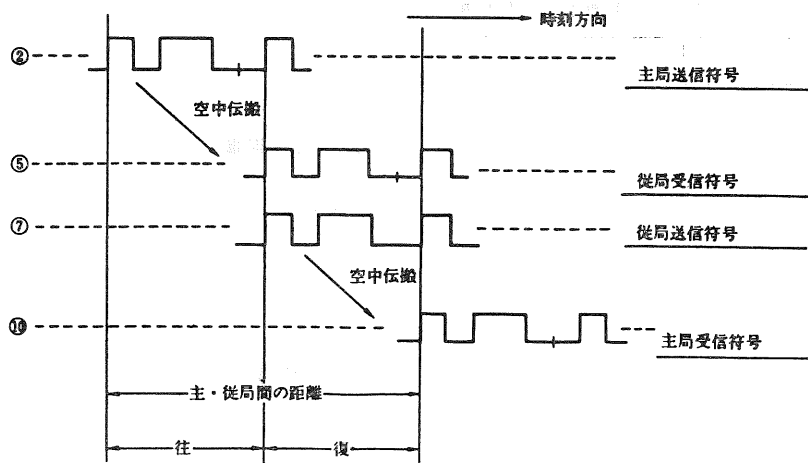 時刻方向
②
主局送信符号
空中伝搬
⑤
従局受信符号
⑦
従局送信符号
空中伝搬
⑩
主局受信符号
主・従局間の距離
往
復